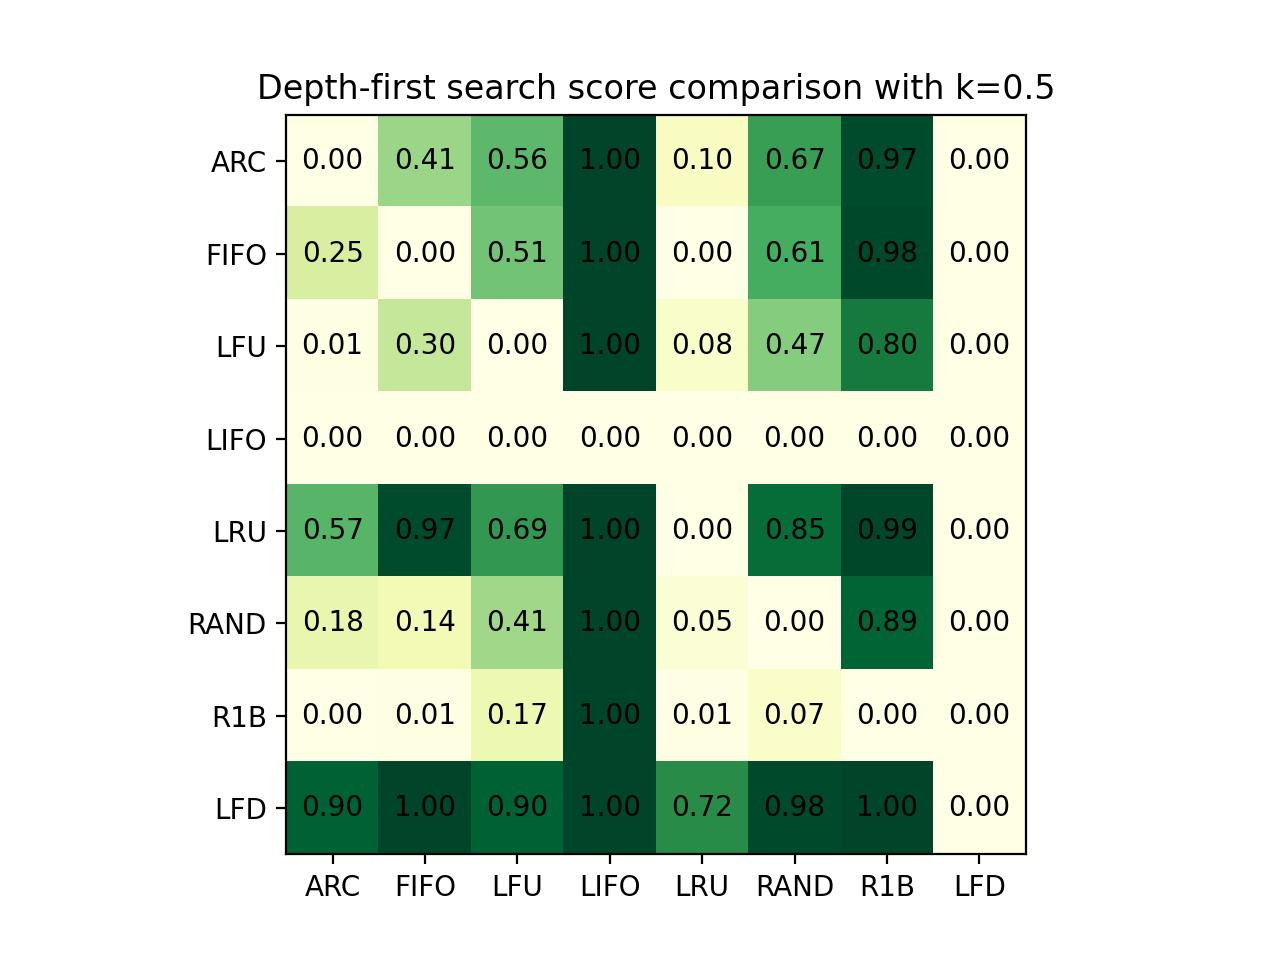 Depth-first search score comparison with k=0.5
ARC 0.00 0.41 0.56 1.00 0.10 0.67 0.97 0.00
FIFO 0.25 0.00 0.51 1.00 0.00 0.61 0.98 0.00
LFU 0.01 0.30 0.00 1.00 0.08 0.47 0.80 0.00
LIFO 0.00 0.00 0.00 0.00 0.00 0.00 0.00 0.00
LRU 0.57 0.97 0.69 1.00 0.00 0.85 0.99 0.00
RAND 0.18 0.14 0.41 1.00 0.05 0.00 0.89 0.00
R1B 0.00 0.01 0.17 1.00 0.01 0.07 0.00 0.00
LFD 0.90 1.00 0.90 1.00 0.72 0.98 1.00 0.00
ARC FIFO LFU LIFO LRU RAND R1B LFD